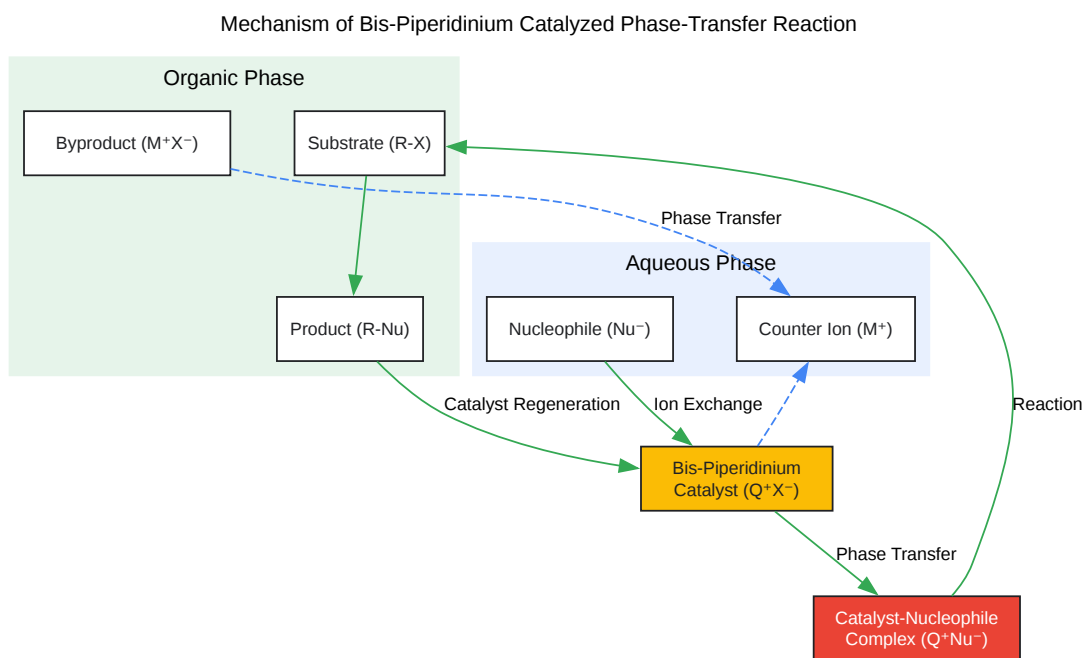 Mechanism of Bis-Piperidinium Catalyzed Phase-Transfer Reaction
Organic Phase
Byproduct (M⁺X⁻)
Substrate (R-X)
Phase Transfer
Aqueous Phase
Product (R-Nu)
Nucleophile (Nu⁻)
Counter Ion (M⁺)
Catalyst Regeneration
Ion Exchange
Reaction
Bis-Piperidinium
Catalyst (Q⁺X⁻)
Phase Transfer
Catalyst-Nucleophile
Complex (Q⁺Nu⁻)